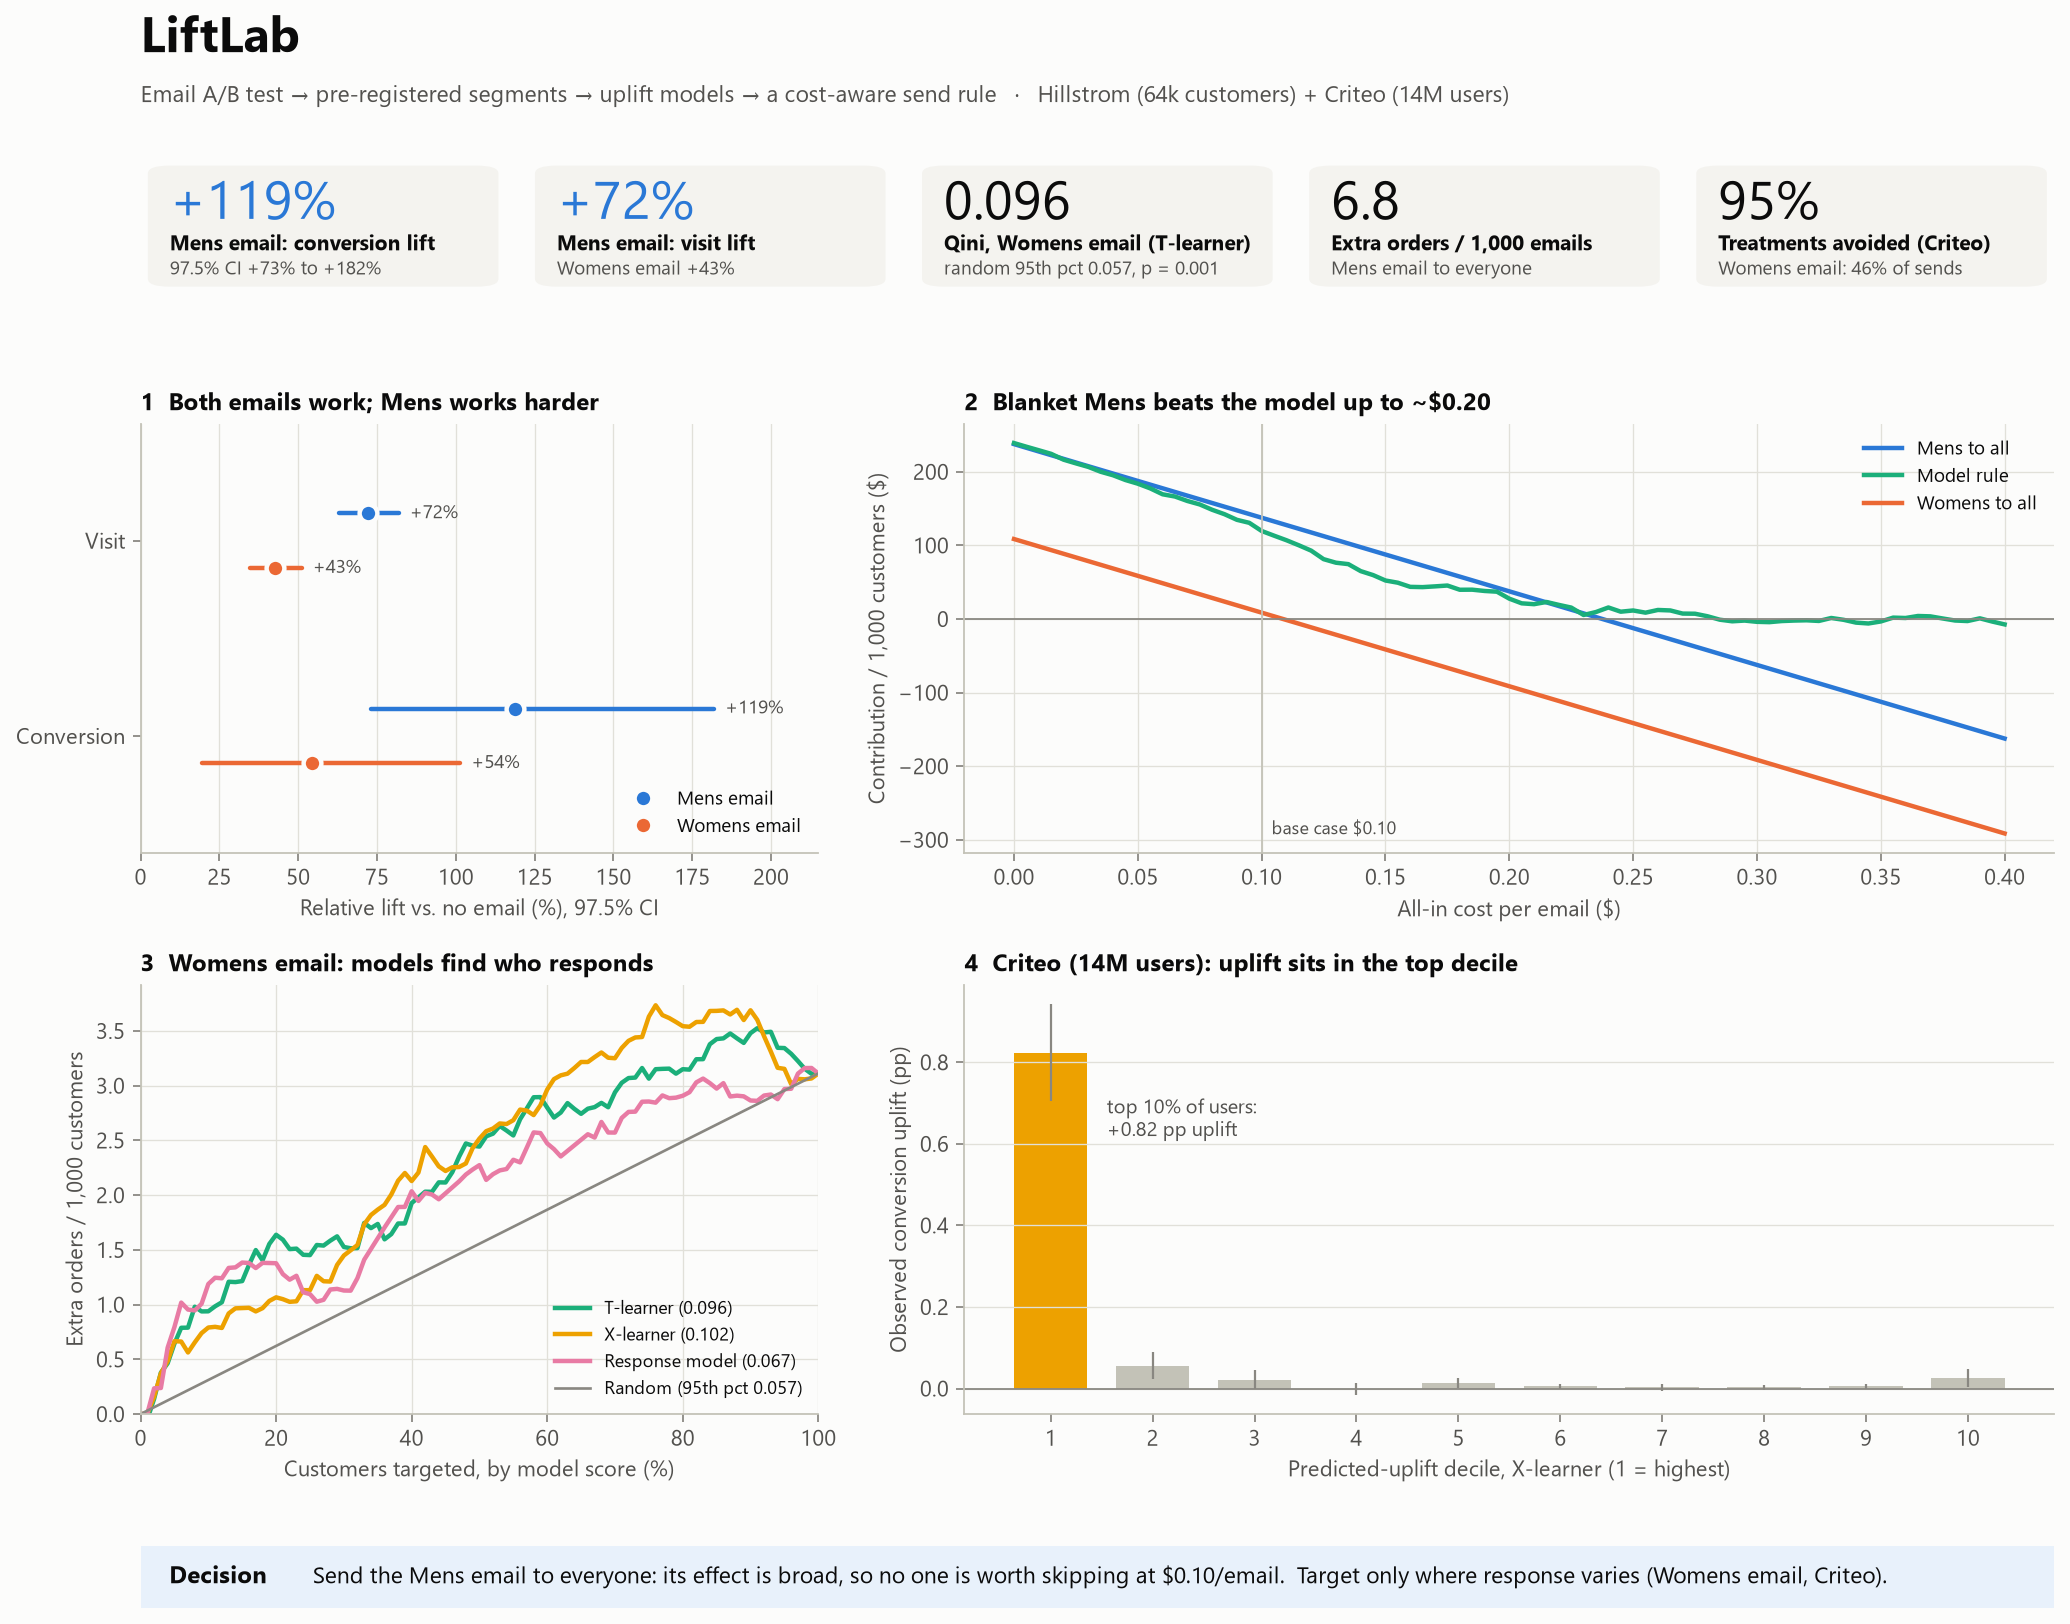 LiftLab
Email A/B test → pre-registered segments → uplift models → a cost-aware send rule · Hillstrom (64k customers) + Criteo (14M users)
+119%
Mens email: conversion lift
97.5% CI +73% to +182%
+72%
Mens email: visit lift
Womens email +43%
0.096
Qini, Womens email (T-learner)
random 95th pct 0.057, p = 0.001
6.8
Extra orders / 1,000 emails
Mens email to everyone
95%
Treatments avoided (Criteo)
Womens email: 46% of sends
1 Both emails work; Mens works harder
Visit
+72%
+43%
Conversion
+119%
+54%
Mens email
Womens email
0 25 50 75 100 125 150 175 200
Relative lift vs. no email (%), 97.5% CI
2 Blanket Mens beats the model up to ~$0.20
Contribution / 1,000 customers ($)
200
100
0
−100
−200
−300
Mens to all
Model rule
Womens to all
base case $0.10
0.00 0.05 0.10 0.15 0.20 0.25 0.30 0.35 0.40
All-in cost per email ($)
3 Womens email: models find who responds
Extra orders / 1,000 customers
3.5
3.0
2.5
2.0
1.5
1.0
0.5
0.0
T-learner (0.096)
X-learner (0.102)
Response model (0.067)
Random (95th pct 0.057)
0 20 40 60 80 100
Customers targeted, by model score (%)
4 Criteo (14M users): uplift sits in the top decile
Observed conversion uplift (pp)
0.8
0.6
0.4
0.2
0.0
top 10% of users:
+0.82 pp uplift
1 2 3 4 5 6 7 8 9 10
Predicted-uplift decile, X-learner (1 = highest)
Decision Send the Mens email to everyone: its effect is broad, so no one is worth skipping at $0.10/email. Target only where response varies (Womens email, Criteo).